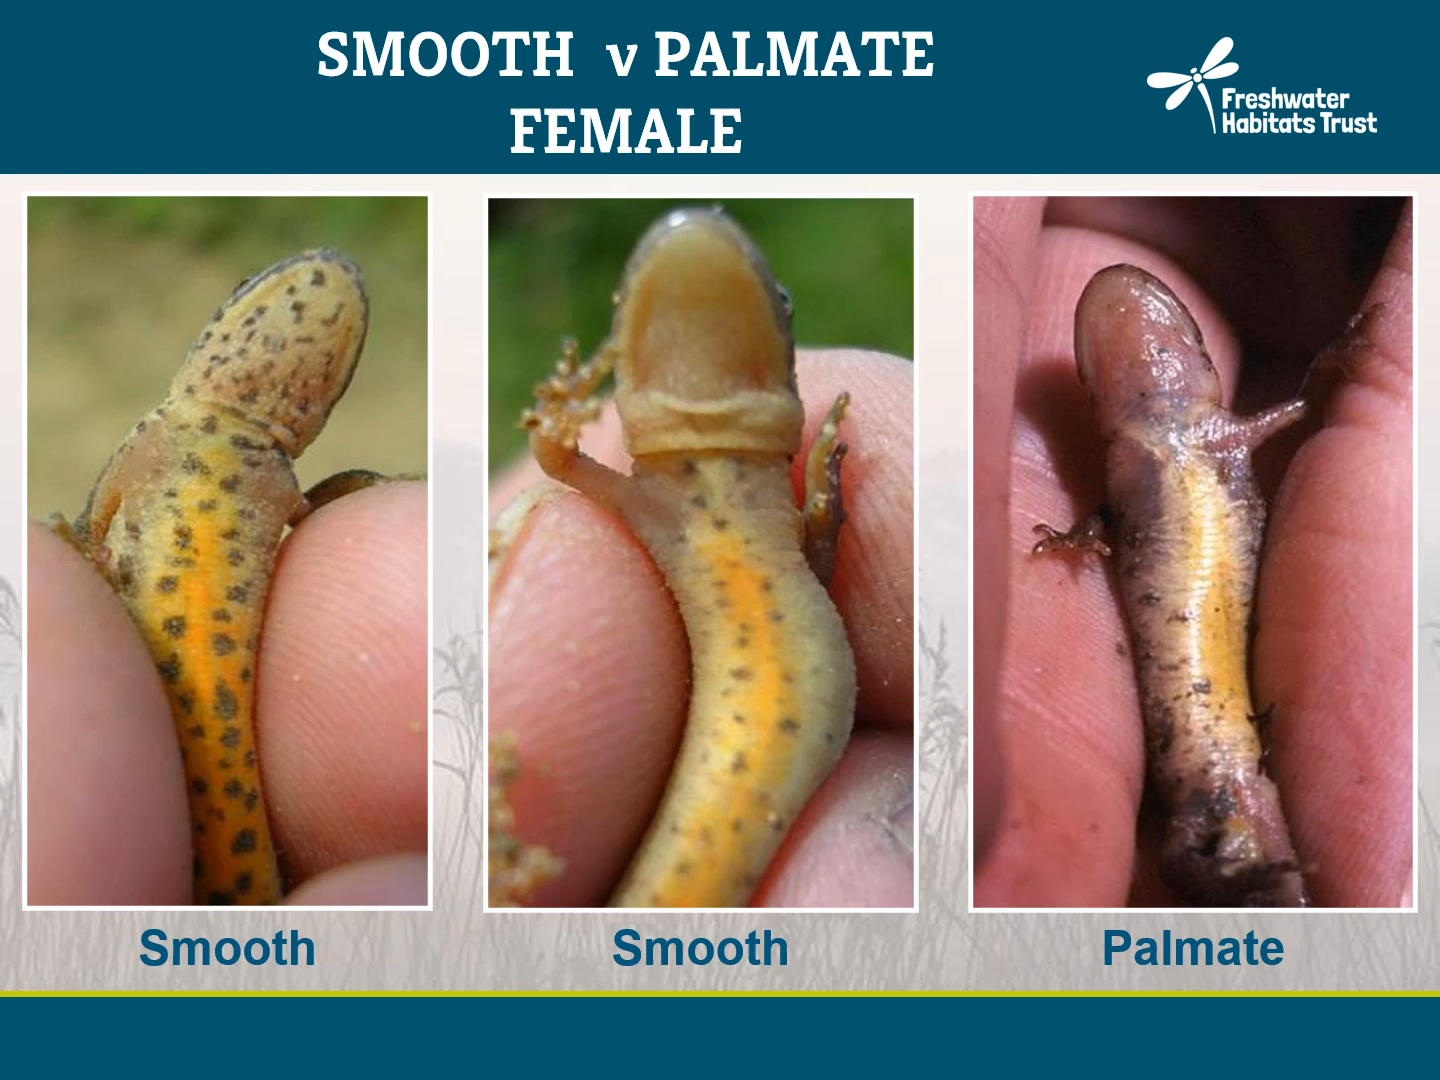 SMOOTH v PALMATE
FEMALE
Freshwater
Habitats Trust
Smooth
Smooth
Palmate